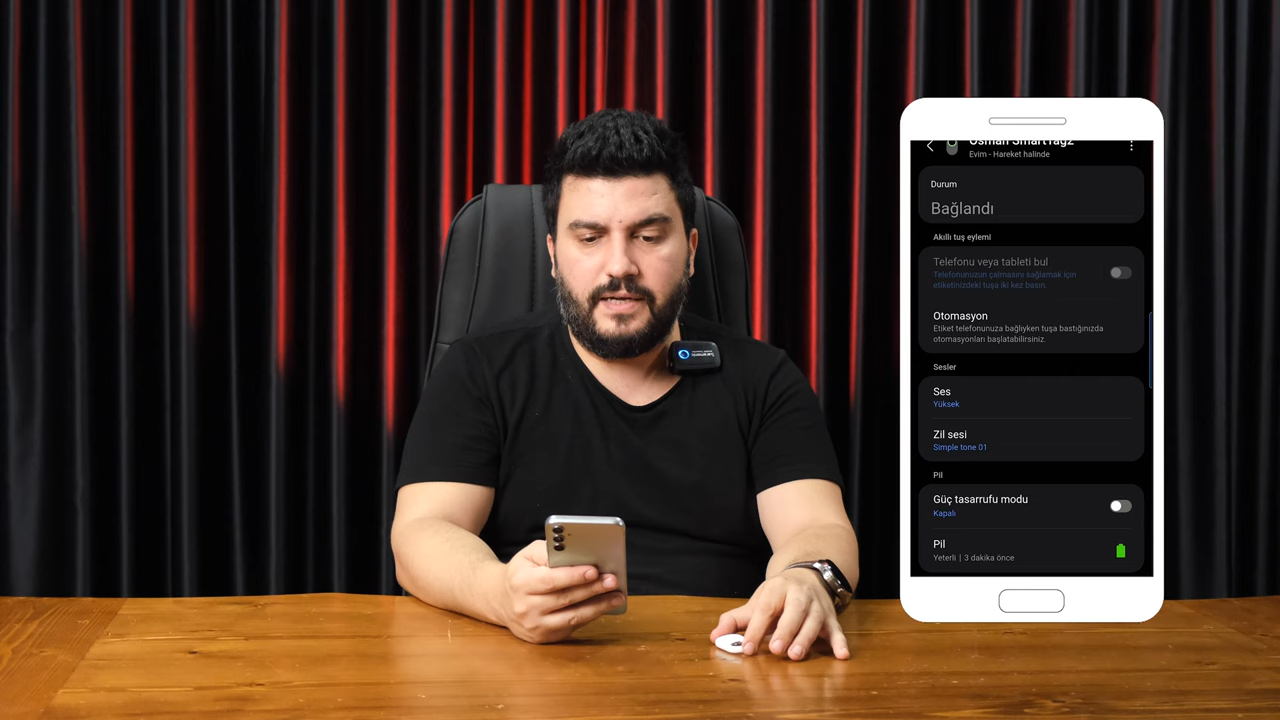 Osman SmartTag2
Evim - Hareket halinde
Durum
Bağlandı
Akıllı tuş eylemi
Telefonu veya tableti bul
Telefonunuzun çalmasını sağlamak için
etiketinizdeki tuşa iki kez basın.
Otomasyon
Etiket telefonunuza bağlıyken tuşa bastığınızda
otomasyonları başlatabilirsiniz.
Sesler
Ses
Yüksek
Zil sesi
Simple tone 01
Pil
Güç tasarrufu modu
Kapalı
Pil
Yeterli | 3 dakika önce
Saramonic